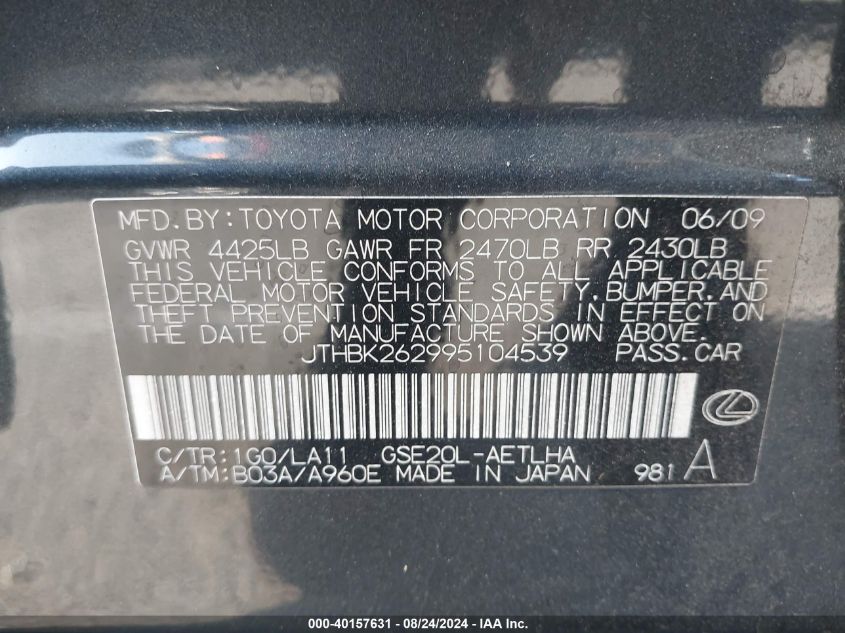 MFD.BY:TOYOTA MOTOR CORPORATION 06/09
GVWR 4425LB GAWR FR 2470LB RR 2430LB
THIS VEHICLE CONFORMS TO ALL APPLICABLE
FEDERAL MOTOR VEHICLE SAFETY,BUMPER,AND
THEFT PREVENTION STANDARDS IN EFFECT ON
THE DATE OF MANUFACTURE SHOWN ABOVE.
JTHBK262995104539 PASS.CAR
C/TR:1G0/LA11 GSE20L-AETLHA
A/TM:B03A/A960E MADE IN JAPAN 981 A
000-40157631 - 08/24/2024 - IAA Inc.